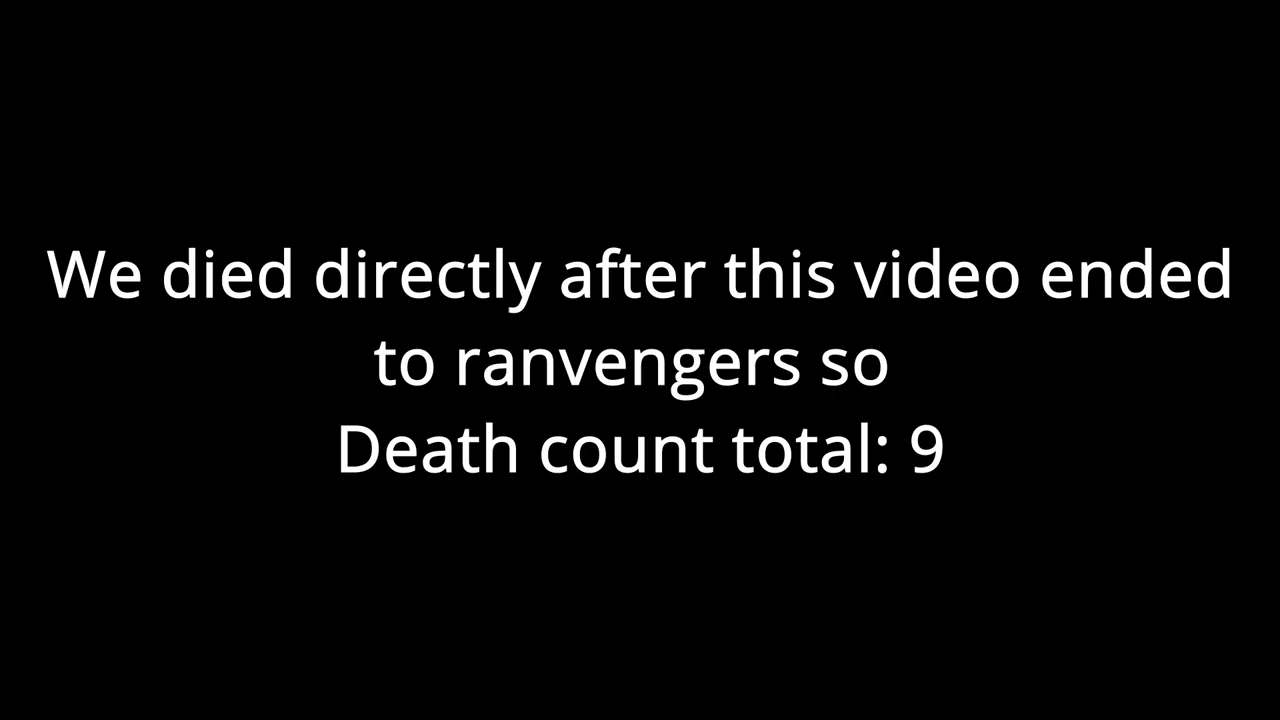 We died directly after this video ended
to ranvengers so
Death count total: 9